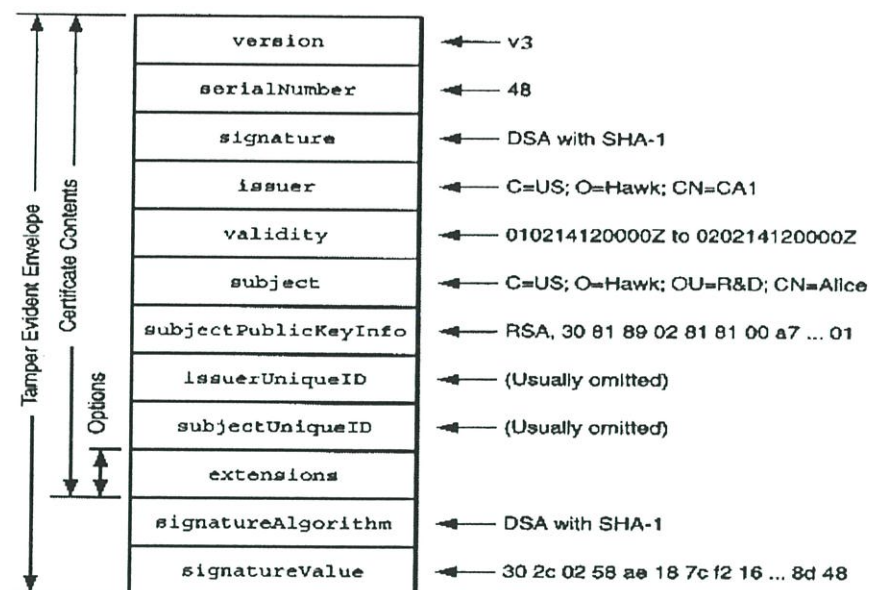 Tamper Evident Envelope
Certifcate Contents
Options
version
v3
serialNumber
48
signature
DSA with SHA-1
issuer
C=US; O=Hawk; CN=CA1
validity
010214120000Z to 020214120000Z
subject
C=US; O=Hawk; OU=R&D; CN=Alice
subjectPublicKeyInfo
RSA, 30 81 89 02 81 81 00 a7 ... 01
issuerUniqueID
(Usually omitted)
subjectUniqueID
(Usually omitted)
extensions
signatureAlgorithm
DSA with SHA-1
signatureValue
30 2c 02 58 ae 18 7c f2 16 ... 8d 48